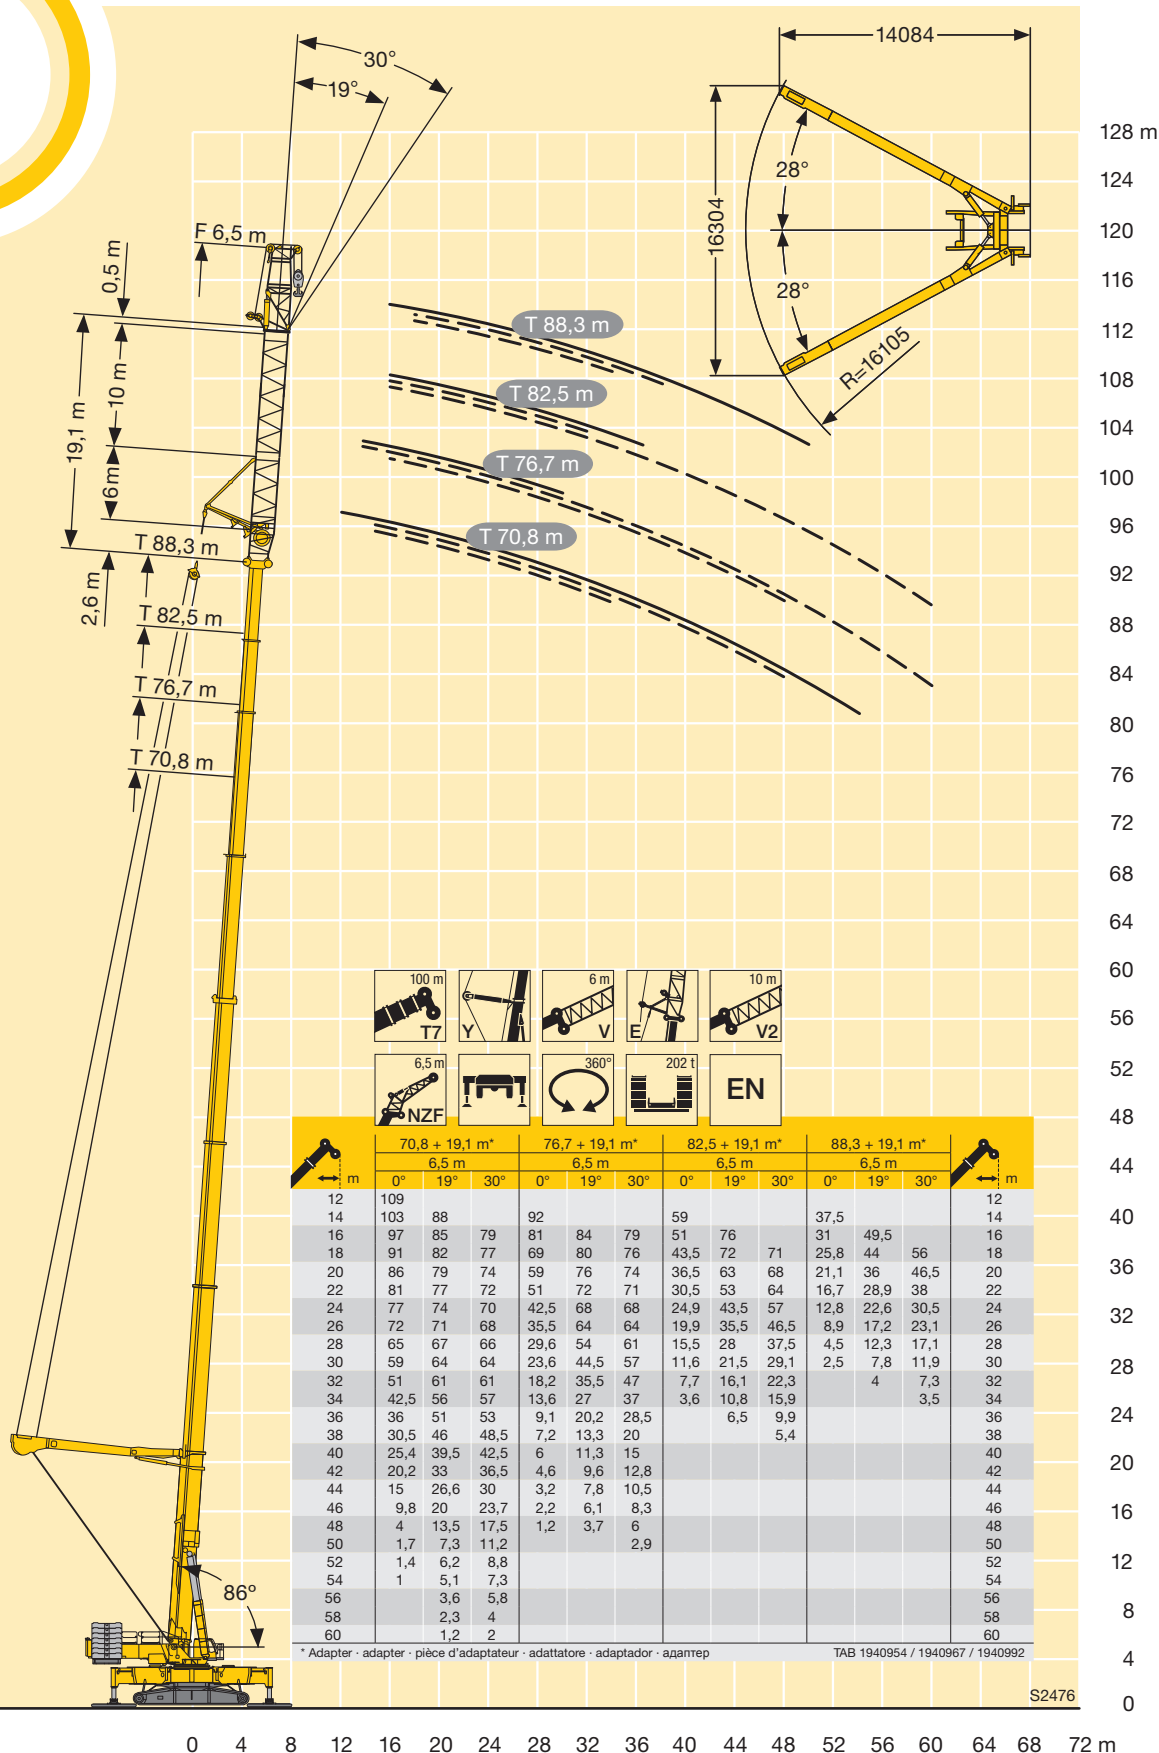 14084
30°
19°
128 m
28°
124
16304
F 6,5 m
120
0,5 m
116
28°
T 88,3 m
112
R=16105
10 m
108
T 82,5 m
19,1 m
104
T 76,7 m
100
6 m
96
T 70,8 m
T 88,3 m
92
2,6 m
T 82,5 m
88
84
T 76,7 m
80
T 70,8 m
76
72
68
64
60
100 m
T7
Y
6 m
V
E
10 m
V2
56
52
6,5 m
NZF
360°
202 t
EN
48
44
70,8 + 19,1 m* 76,7 + 19,1 m* 82,5 + 19,1 m* 88,3 + 19,1 m*
6,5 m 6,5 m 6,5 m 6,5 m
m 0° 19° 30° 0° 19° 30° 0° 19° 30° 0° 19° 30° m
12 109 12
14 103 88 92 59 37,5 14
16 97 85 79 81 84 79 51 76 31 49,5 16
18 91 82 77 69 80 76 43,5 72 71 25,8 44 56 18
20 86 79 74 59 76 74 36,5 63 68 21,1 36 46,5 20
22 81 77 72 51 72 71 30,5 53 64 16,7 28,9 38 22
24 77 74 70 42,5 68 68 24,9 43,5 57 12,8 22,6 30,5 24
26 72 71 68 35,5 64 64 19,9 35,5 46,5 8,9 17,2 23,1 26
28 65 67 66 29,6 54 61 15,5 28 37,5 4,5 12,3 17,1 28
30 59 64 64 23,6 44,5 57 11,6 21,5 29,1 2,5 7,8 11,9 30
32 51 61 61 18,2 35,5 47 7,7 16,1 22,3 4 7,3 32
34 42,5 56 57 13,6 27 37 3,6 10,8 15,9 3,5 34
36 36 51 53 9,1 20,2 28,5 6,5 9,9 36
38 30,5 46 48,5 7,2 13,3 20 5,4 38
40 25,4 39,5 42,5 6 11,3 15 40
42 20,2 33 36,5 4,6 9,6 12,8 42
44 15 26,6 30 3,2 7,8 10,5 44
46 9,8 20 23,7 2,2 6,1 8,3 46
48 4 13,5 17,5 1,2 3,7 6 48
50 1,7 7,3 11,2 2,9 50
52 1,4 6,2 8,8 52
54 1 5,1 7,3 54
56 3,6 5,8 56
58 2,3 4 58
60 1,2 2 60
* Adapter · adapter · pièce d'adaptateur · adattatore · adaptador · адаптер TAB 1940954 / 1940967 / 1940992
40
36
32
28
24
20
16
12
86°
8
4
S2476
0
0 4 8 12 16 20 24 28 32 36 40 44 48 52 56 60 64 68 72 m